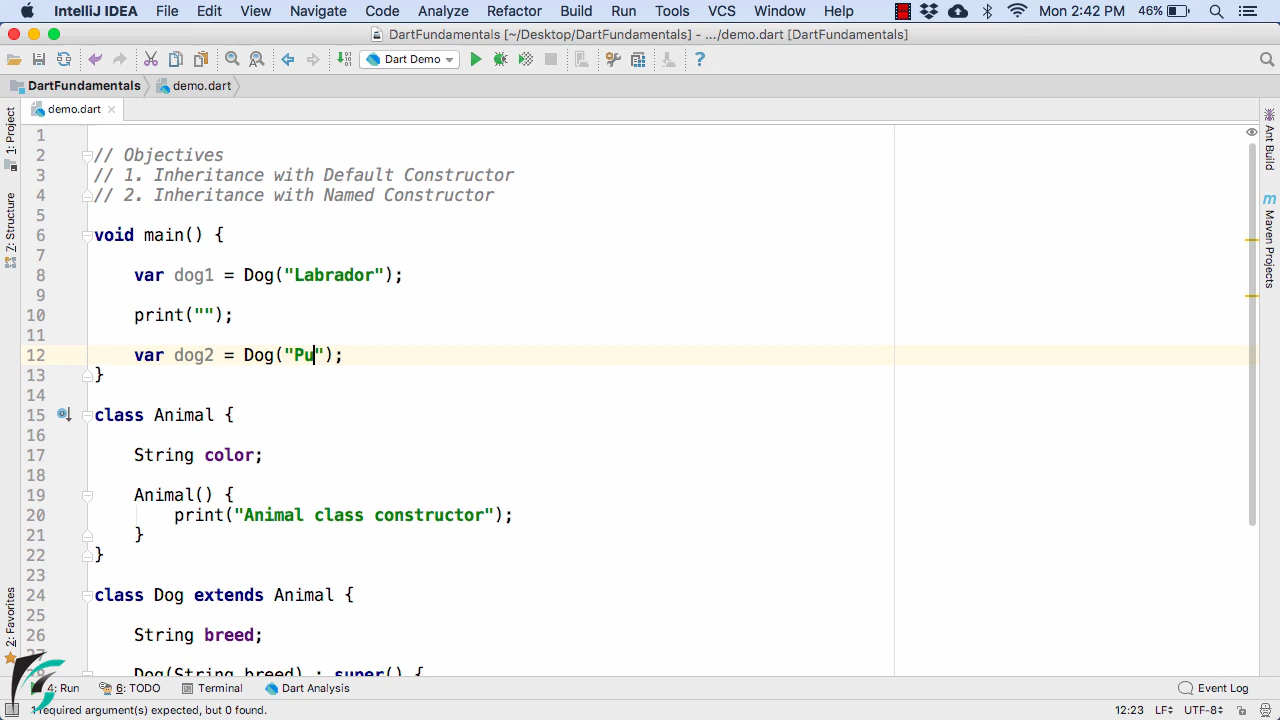 IntelliJ IDEA File Edit View Navigate Code Analyze Refactor Build Run Tools VCS Window Help Mon 2:42 PM 46%
DartFundamentals [~/Desktop/DartFundamentals] - .../demo.dart [DartFundamentals]
Dart Demo
DartFundamentals demo.dart
demo.dart
1: Project
7: Structure
2: Favorites
Ant Build
Maven Projects
1
2 // Objectives
3 // 1. Inheritance with Default Constructor
4 // 2. Inheritance with Named Constructor
5
6 void main() {
7
8 var dog1 = Dog("Labrador");
9
10 print("");
11
12 var dog2 = Dog("Pu");
13 }
14
15 class Animal {
16
17 String color;
18
19 Animal() {
20 print("Animal class constructor");
21 }
22 }
23
24 class Dog extends Animal {
25
26 String breed;
27
28 Dog(String breed) : super() {
4: Run 6: TODO Terminal Dart Analysis Event Log
1 required argument(s) expected, but 0 found. 12:23 LF UTF-8